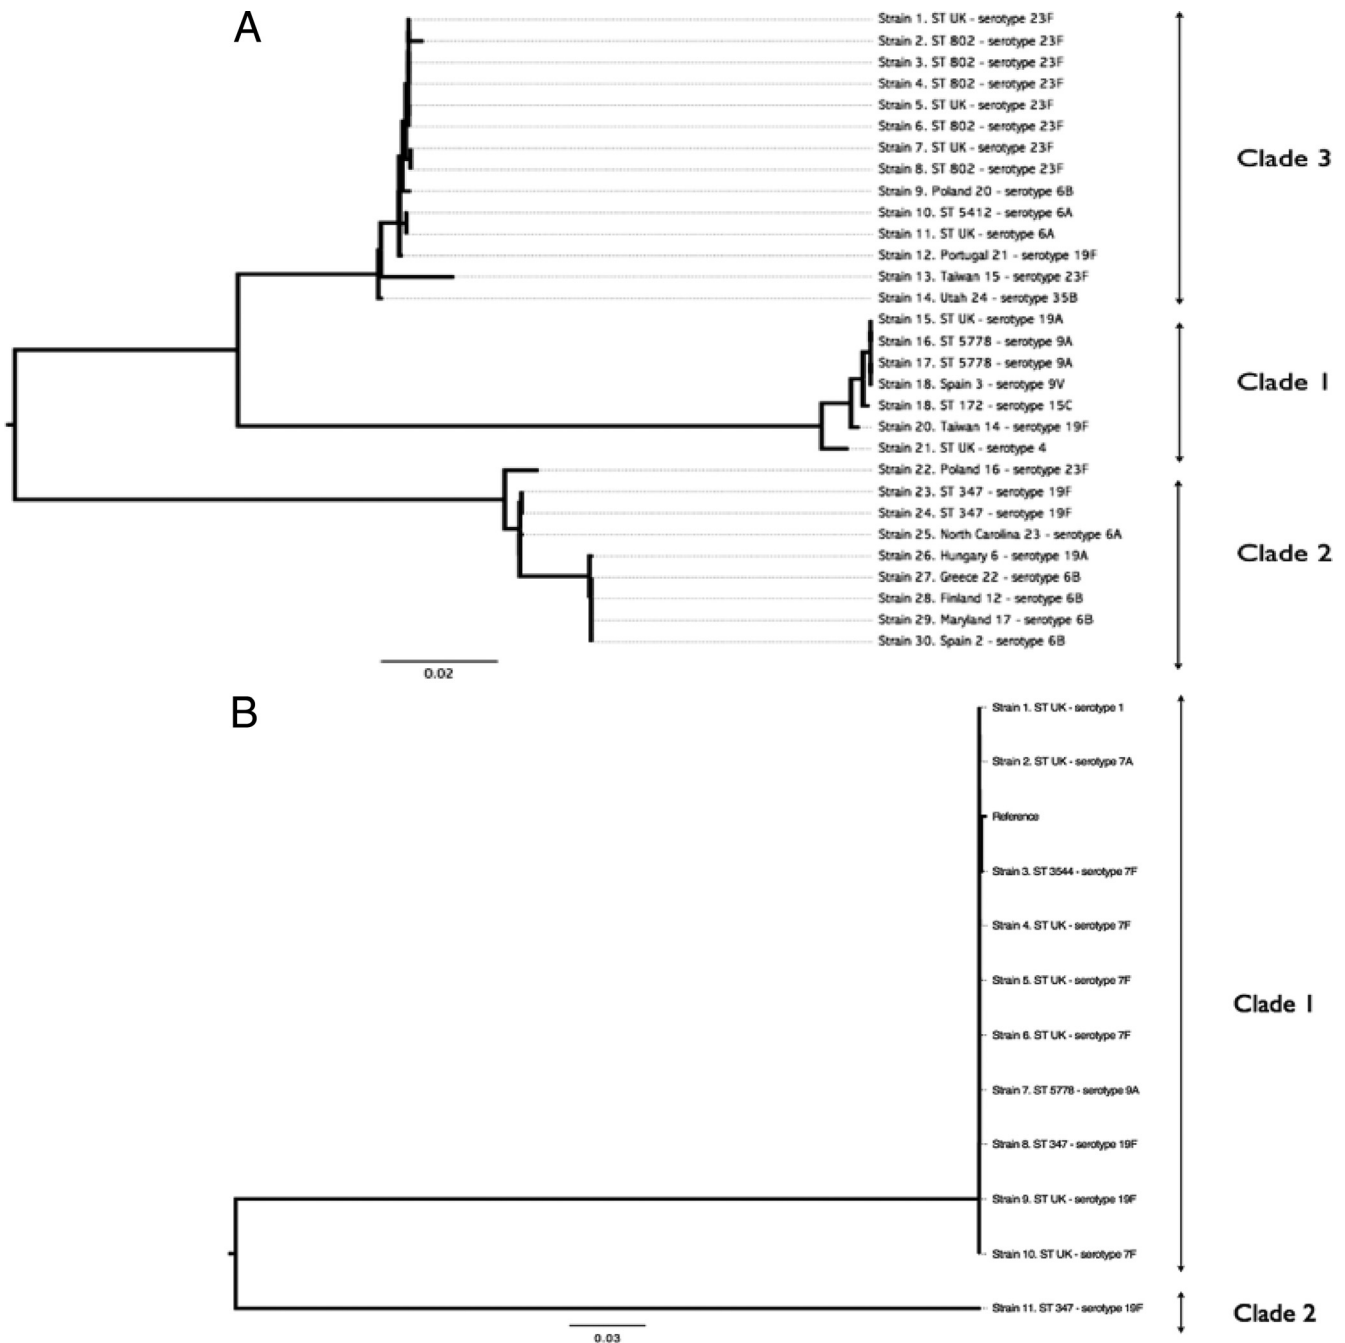 A
Strain 1. ST UK - serotype 23F
Strain 2. ST 802 - serotype 23F
Strain 3. ST 802 - serotype 23F
Strain 4. ST 802 - serotype 23F
Strain 5. ST UK - serotype 23F
Strain 6. ST 802 - serotype 23F
Strain 7. ST UK - serotype 23F
Strain 8. ST 802 - serotype 23F
Strain 9. Poland 20 - serotype 6B
Strain 10. ST 5412 - serotype 6A
Strain 11. ST UK - serotype 6A
Strain 12. Portugal 21 - serotype 19F
Strain 13. Taiwan 15 - serotype 23F
Strain 14. Utah 24 - serotype 35B
Clade 3
Strain 15. ST UK - serotype 19A
Strain 16. ST 5778 - serotype 9A
Strain 17. ST 5778 - serotype 9A
Strain 18. Spain 3 - serotype 9V
Strain 18. ST 172 - serotype 15C
Strain 20. Taiwan 14 - serotype 19F
Strain 21. ST UK - serotype 4
Clade 1
Strain 22. Poland 16 - serotype 23F
Strain 23. ST 347 - serotype 19F
Strain 24. ST 347 - serotype 19F
Strain 25. North Carolina 23 - serotype 6A
Strain 26. Hungary 6 - serotype 19A
Strain 27. Greece 22 - serotype 6B
Strain 28. Finland 12 - serotype 6B
Strain 29. Maryland 17 - serotype 6B
Strain 30. Spain 2 - serotype 6B
Clade 2
0.02
B
Strain 1. ST UK - serotype 1
Strain 2. ST UK - serotype 7A
Reference
Strain 3. ST 3544 - serotype 7F
Strain 4. ST UK - serotype 7F
Strain 5. ST UK - serotype 7F
Strain 6. ST UK - serotype 7F
Strain 7. ST 5778 - serotype 9A
Strain 8. ST 347 - serotype 19F
Strain 9. ST UK - serotype 19F
Strain 10. ST UK - serotype 7F
Clade 1
Strain 11. ST 347 - serotype 19F
Clade 2
0.03